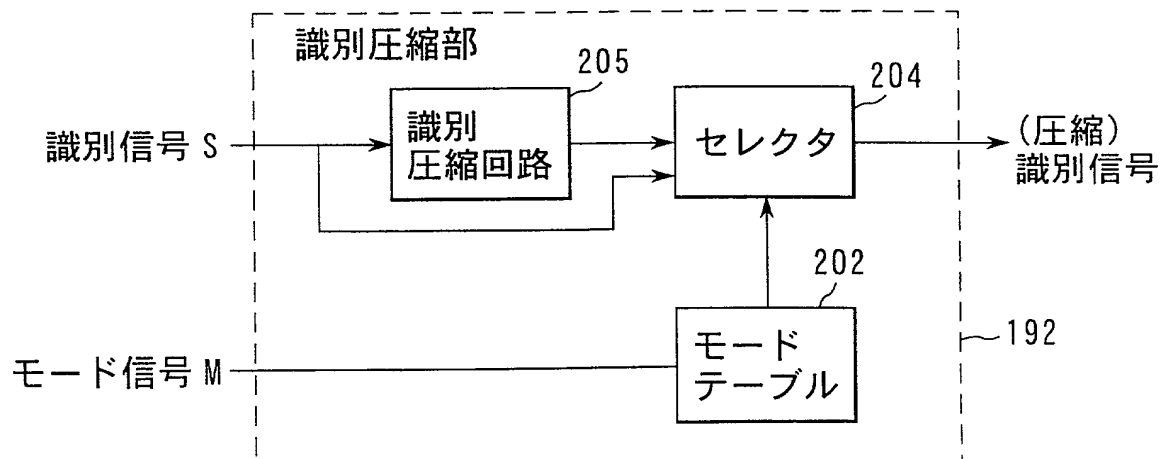 識別圧縮部
205
204
識別信号 S
識別
圧縮回路
セレクタ
(圧縮)
識別信号
202
192
モード信号 M
モード
テーブル